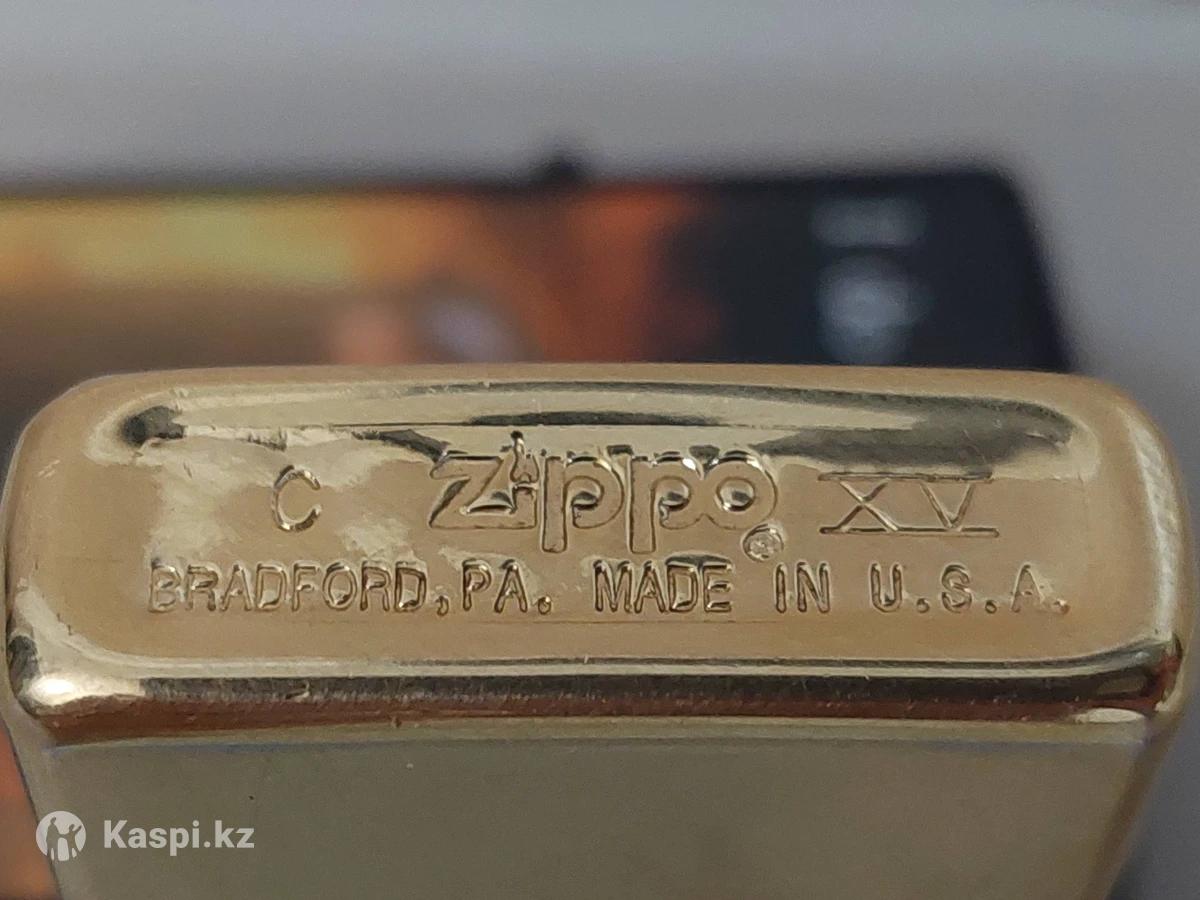 C Zippo® XV
BRADFORD, PA. MADE IN U.S.A.
Kaspi.kz